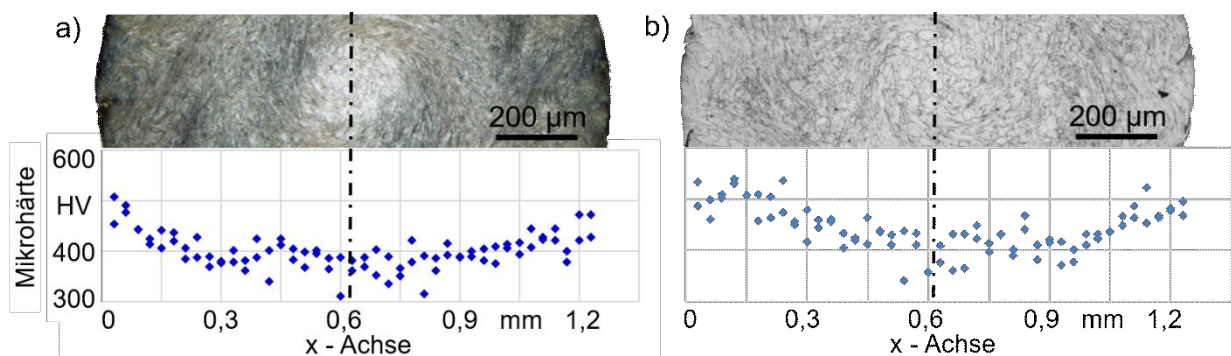 a)
200 µm
b)
200 µm
Mikrohärte
600
HV
400
300
0 0,3 0,6 0,9 mm 1,2
x - Achse
0 0,3 0,6 0,9 mm 1,2
x - Achse